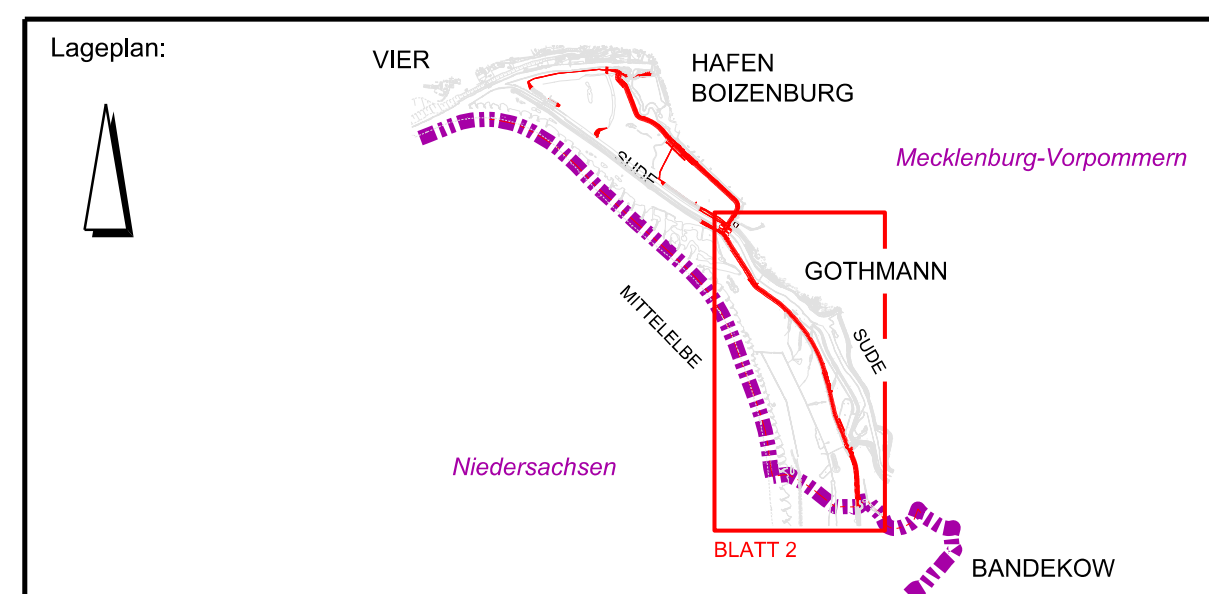 Lageplan:
VIER
HAFEN
BOIZENBURG
Mecklenburg-Vorpommern
SUDE
GOTHMANN
MITTELELBE
SUDE
Niedersachsen
BLATT 2
BANDEKOW